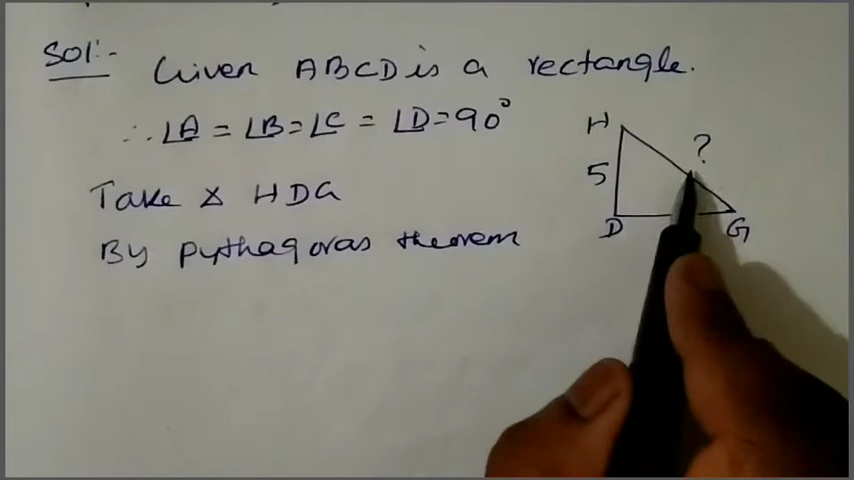 Sol:-
Given ABCD is a rectangle.
∴ ∠A = ∠B = ∠C = ∠D = 90°
Take Δ HDG
By pythagoras theorem
H
?
5
D
G